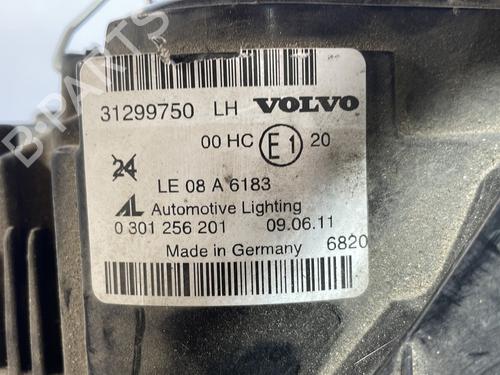 31299750 LH VOLVO
00 HC E1 20
24
LE 08 A 6183
AL Automotive Lighting
0 301 256 201 09.06.11
Made in Germany 6820
B-PARTS